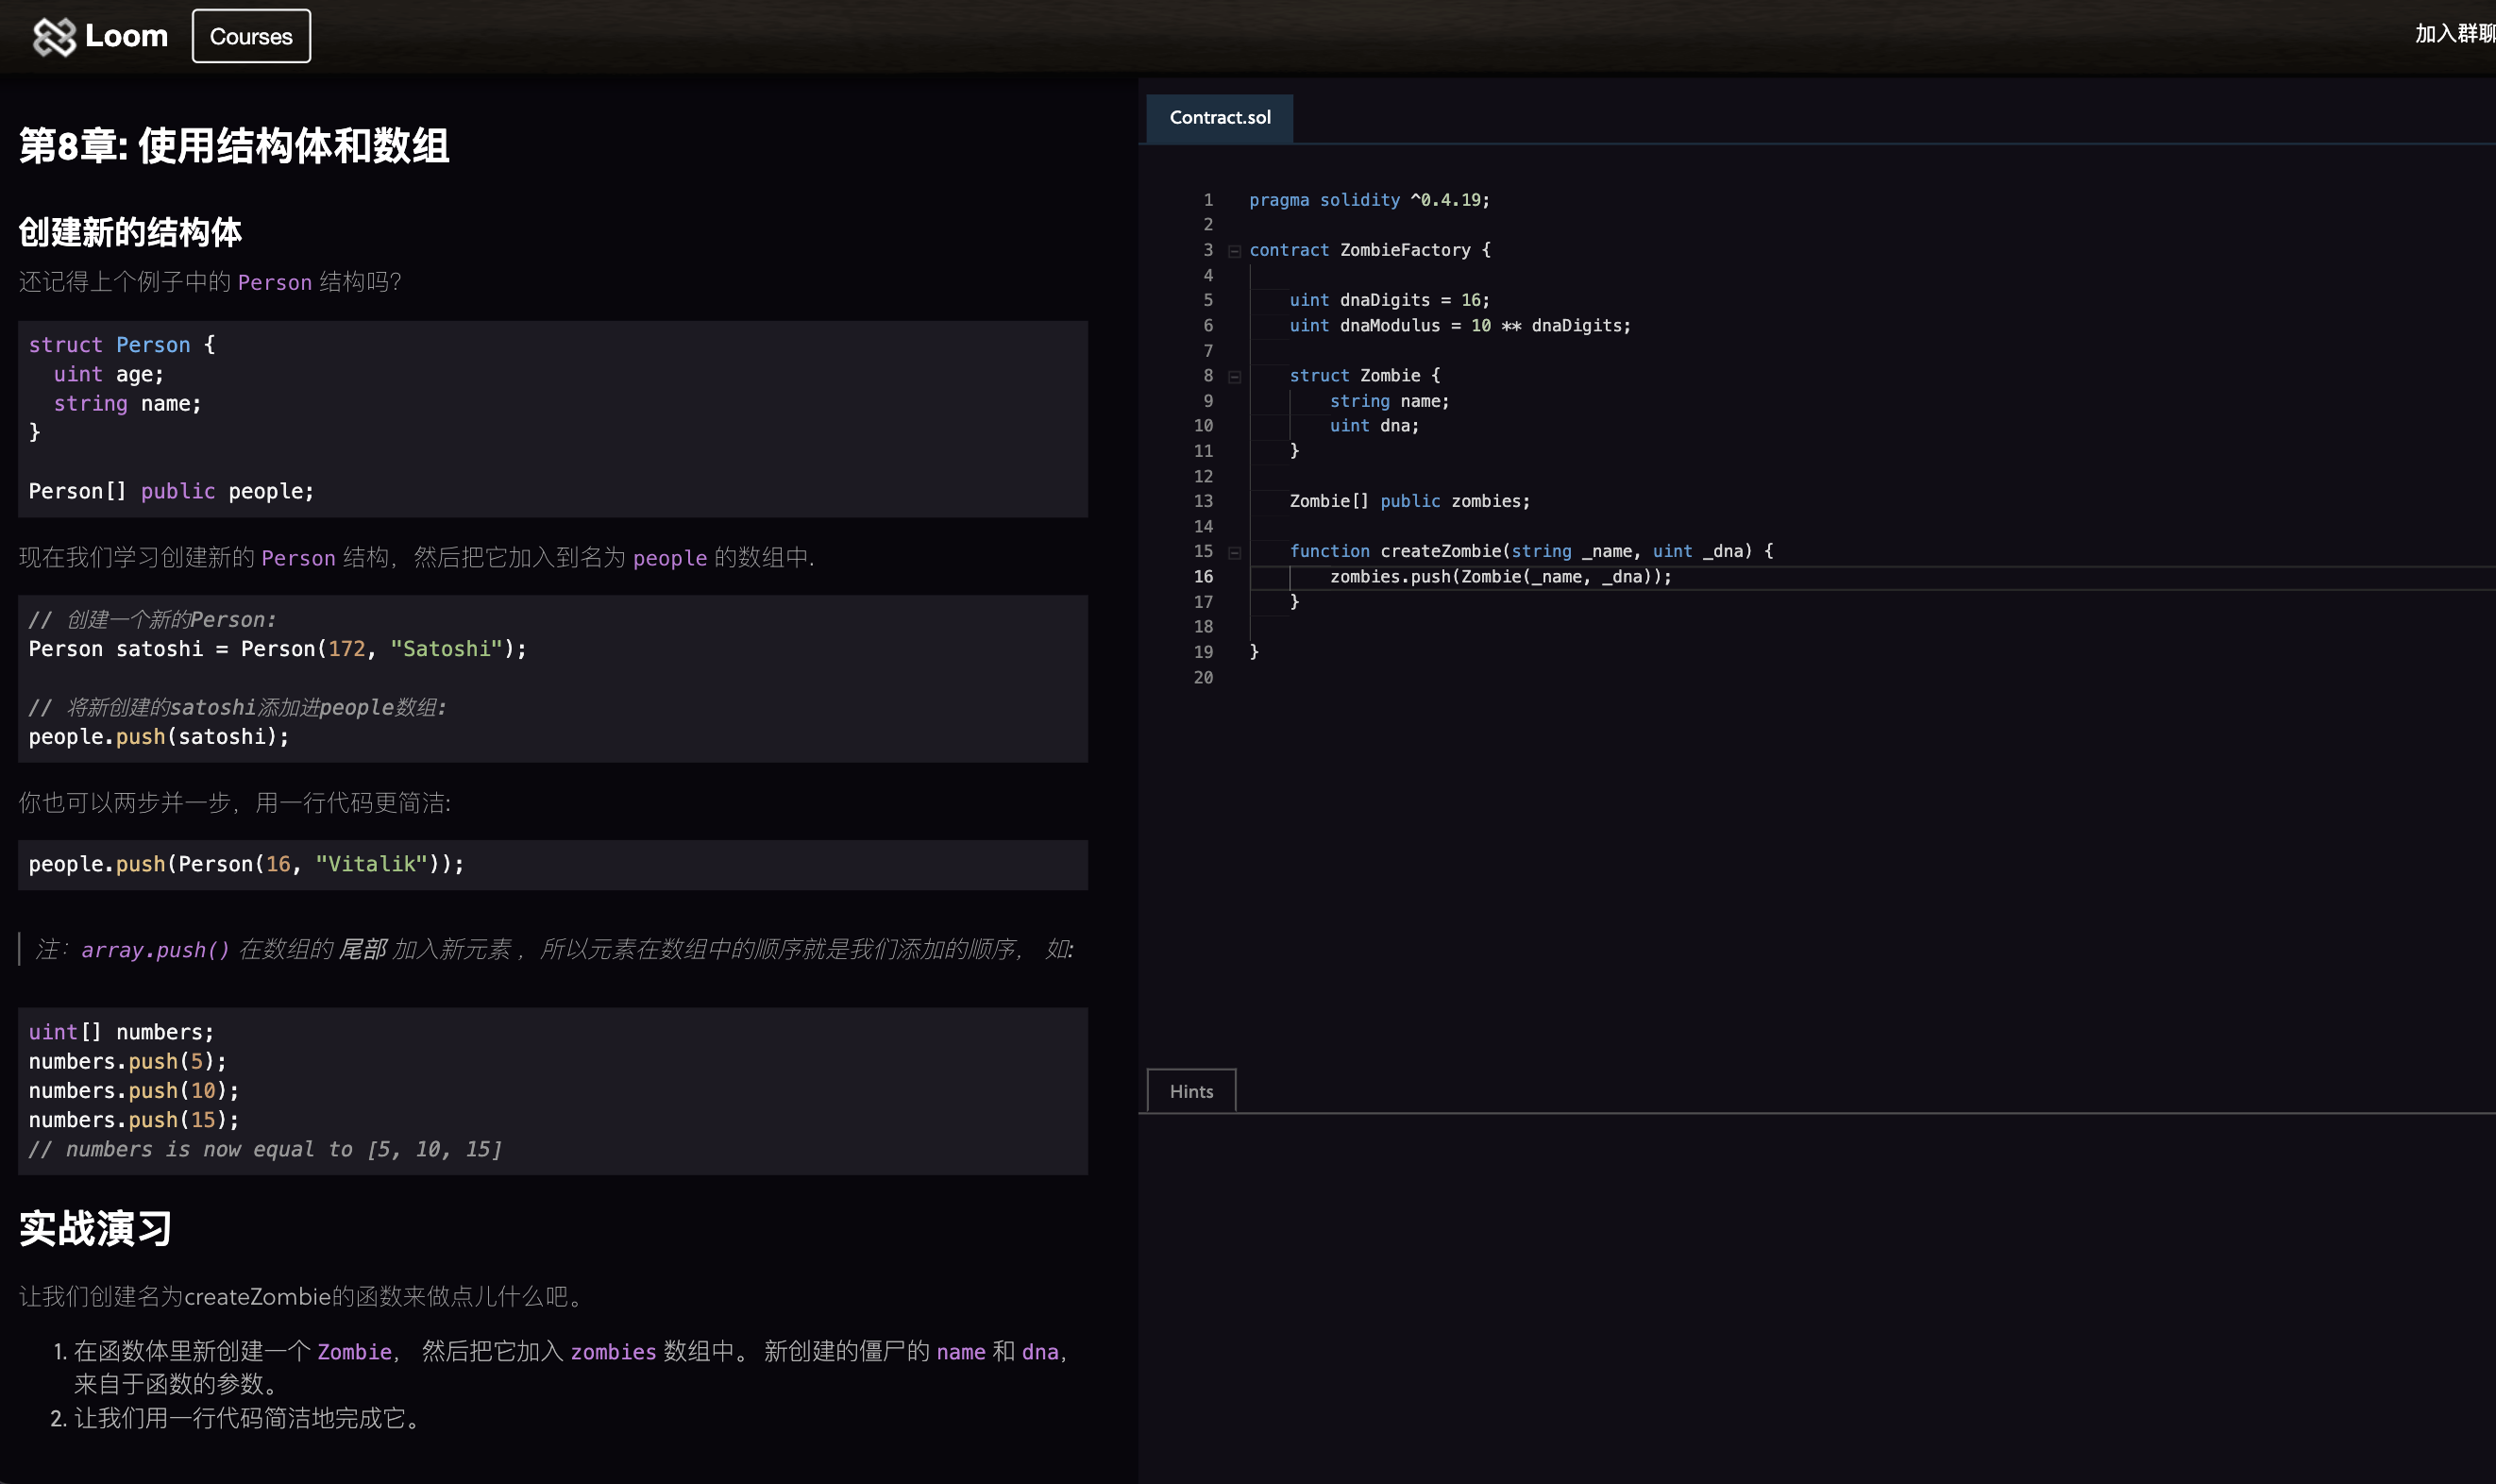 Loom
Courses
加入群聊
第8章: 使用结构体和数组
创建新的结构体
还记得上个例子中的 Person 结构吗?
struct Person {
  uint age;
  string name;
}
Person[] public people;
现在我们学习创建新的 Person 结构，然后把它加入到名为 people 的数组中.
// 创建一个新的Person:
Person satoshi = Person(172, "Satoshi");
// 将新创建的satoshi添加进people数组:
people.push(satoshi);
你也可以两步并一步，用一行代码更简洁:
people.push(Person(16, "Vitalik"));
注：array.push() 在数组的 尾部 加入新元素 ，所以元素在数组中的顺序就是我们添加的顺序， 如:
uint[] numbers;
numbers.push(5);
numbers.push(10);
numbers.push(15);
// numbers is now equal to [5, 10, 15]
实战演习
让我们创建名为createZombie的函数来做点儿什么吧。
1. 在函数体里新创建一个 Zombie， 然后把它加入 zombies 数组中。 新创建的僵尸的 name 和 dna，
来自于函数的参数。
2. 让我们用一行代码简洁地完成它。
Contract.sol
1 pragma solidity ^0.4.19;
2
3 contract ZombieFactory {
4
5     uint dnaDigits = 16;
6     uint dnaModulus = 10 ** dnaDigits;
7
8     struct Zombie {
9         string name;
10         uint dna;
11     }
12
13     Zombie[] public zombies;
14
15     function createZombie(string _name, uint _dna) {
16         zombies.push(Zombie(_name, _dna));
17     }
18
19 }
20
Hints